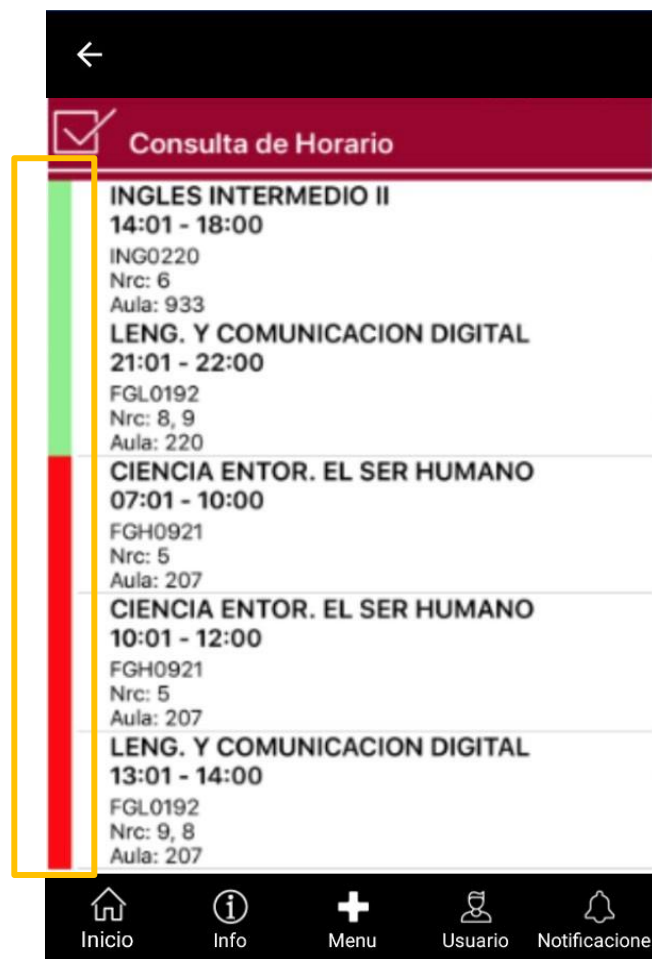 Consulta de Horario
INGLES INTERMEDIO II
14:01 - 18:00
ING0220
Nrc: 6
Aula: 933
LENG. Y COMUNICACION DIGITAL
21:01 - 22:00
FGL0192
Nrc: 8, 9
Aula: 220
CIENCIA ENTOR. EL SER HUMANO
07:01 - 10:00
FGH0921
Nrc: 5
Aula: 207
CIENCIA ENTOR. EL SER HUMANO
10:01 - 12:00
FGH0921
Nrc: 5
Aula: 207
LENG. Y COMUNICACION DIGITAL
13:01 - 14:00
FGL0192
Nrc: 9, 8
Aula: 207
Inicio Info Menu Usuario Notificacione